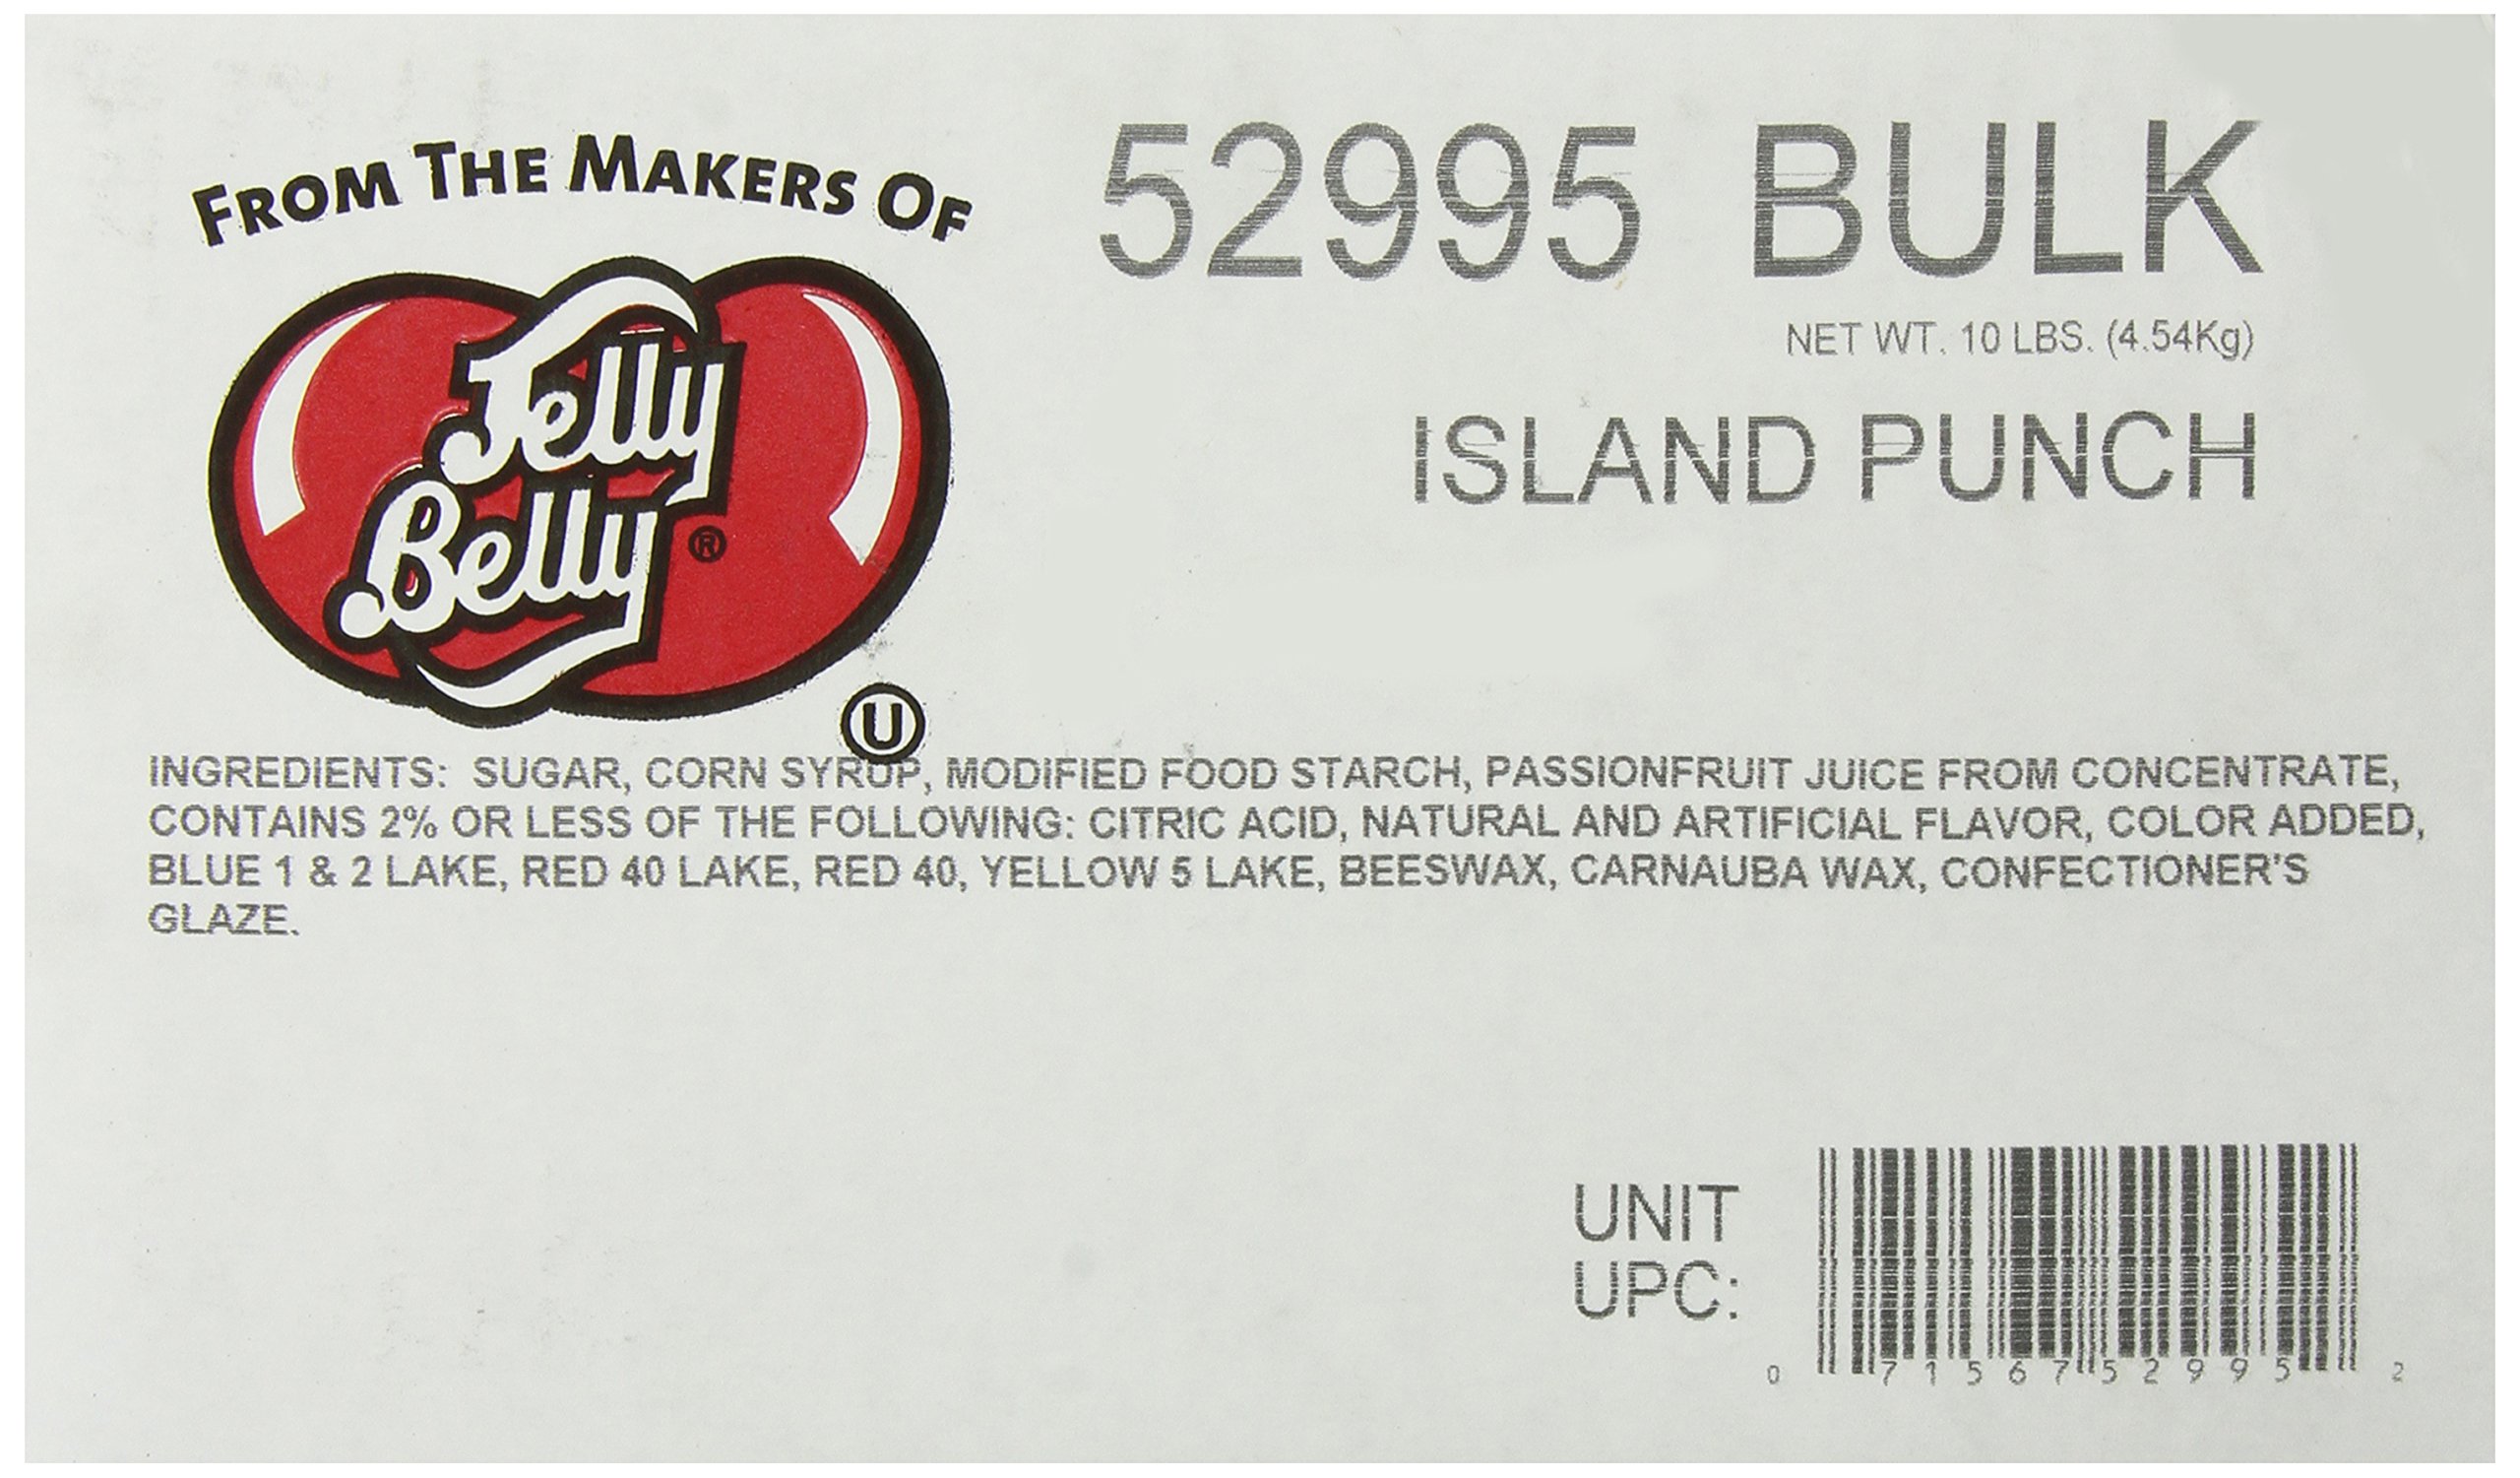 FROM THE MAKERS OF
Jelly
Belly®
U
52995 BULK
NET WT. 10 LBS. (4.54Kg)
ISLAND PUNCH
INGREDIENTS: SUGAR, CORN SYRUP, MODIFIED FOOD STARCH, PASSIONFRUIT JUICE FROM CONCENTRATE,
CONTAINS 2% OR LESS OF THE FOLLOWING: CITRIC ACID, NATURAL AND ARTIFICIAL FLAVOR, COLOR ADDED,
BLUE 1 & 2 LAKE, RED 40 LAKE, RED 40, YELLOW 5 LAKE, BEESWAX, CARNAUBA WAX, CONFECTIONER'S
GLAZE.
UNIT
UPC:
0 71567 52995 2